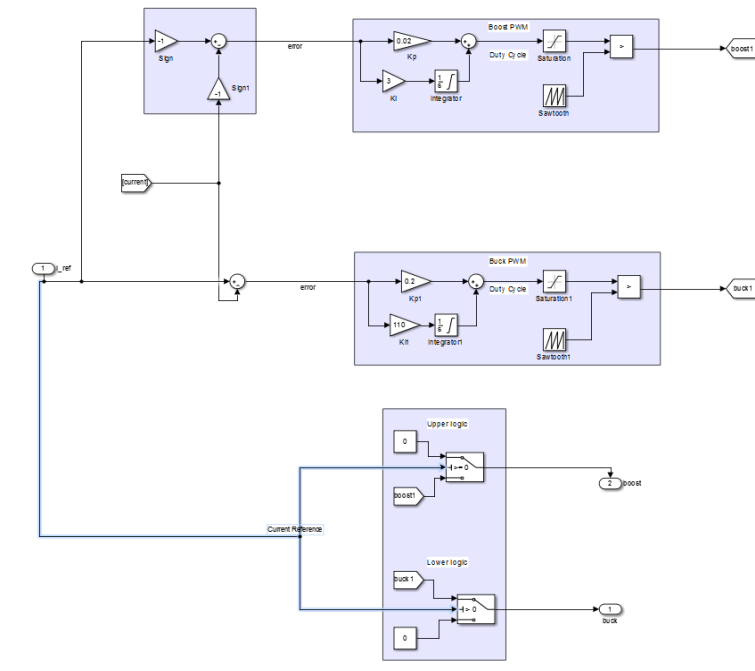 Boost PWM
-1
Sign
error
0.02
Kp
Duty Cycle
Saturation
>
boost1
-1
Sign1
3
KI
1
s
Integrator
Sawtooth
[current]
1
i_ref
error
Buck PWM
0.2
Kp1
Duty Cycle
Saturation1
>
buck1
110
KI1
1
s
Integrator1
Sawtooth1
Upper logic
0
>= 0
boost1
2
boost
Current Reference
Lower logic
buck1
> 0
0
1
buck